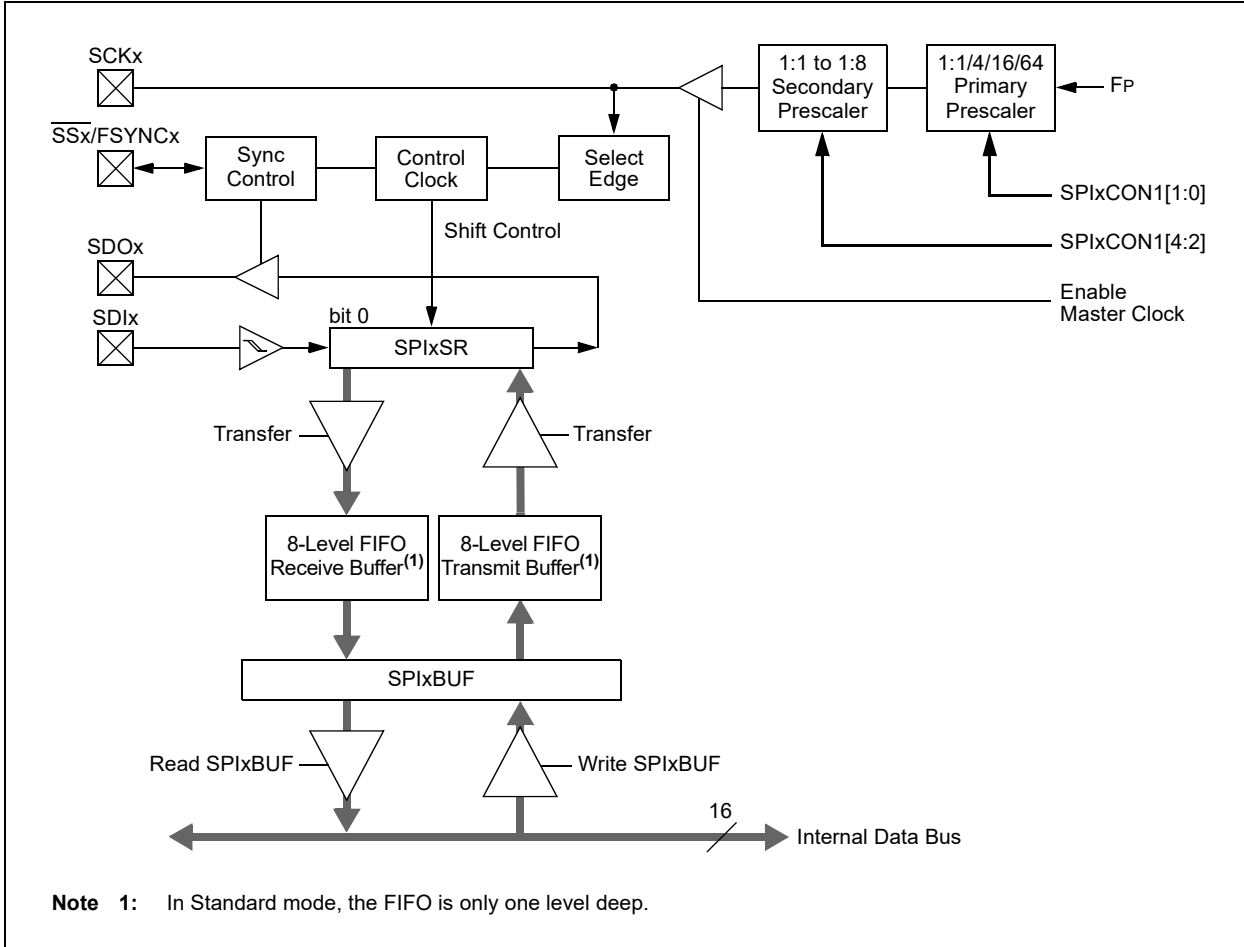 SCKx
1:1 to 1:8
Secondary
Prescaler
1:1/4/16/64
Primary
Prescaler
FP
SSx/FSYNCx
Sync
Control
Control
Clock
Select
Edge
SPIxCON1[1:0]
Shift Control
SPIxCON1[4:2]
SDOx
Enable
Master Clock
SDIx
bit 0
SPIxSR
Transfer
Transfer
8-Level FIFO
Receive Buffer(1)
8-Level FIFO
Transmit Buffer(1)
SPIxBUF
Read SPIxBUF
Write SPIxBUF
16
Internal Data Bus
Note 1: In Standard mode, the FIFO is only one level deep.